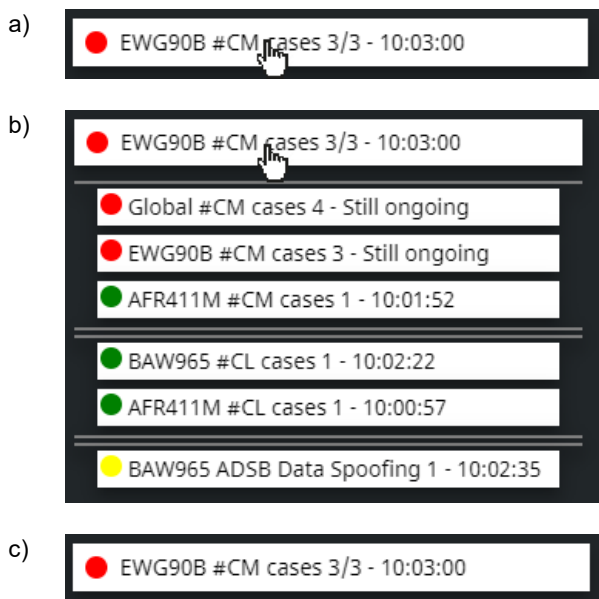 a)
EWG90B #CM cases 3/3 - 10:03:00
b)
EWG90B #CM cases 3/3 - 10:03:00
Global #CM cases 4 - Still ongoing
EWG90B #CM cases 3 - Still ongoing
AFR411M #CM cases 1 - 10:01:52
BAW965 #CL cases 1 - 10:02:22
AFR411M #CL cases 1 - 10:00:57
BAW965 ADSB Data Spoofing 1 - 10:02:35
c)
EWG90B #CM cases 3/3 - 10:03:00